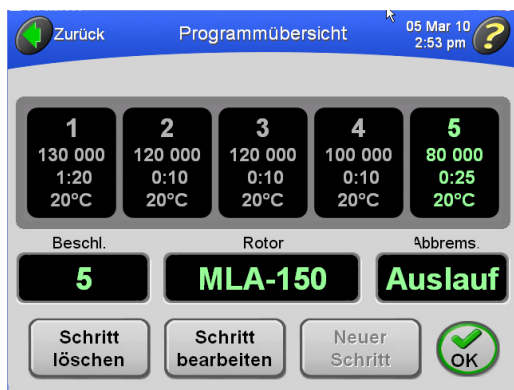 Zurück
Programmübersicht
05 Mar 10
2:53 pm
?
1 2 3 4 5
130 000 120 000 120 000 100 000 80 000
1:20 0:10 0:10 0:10 0:25
20°C 20°C 20°C 20°C 20°C
Beschl. Rotor Abbrems.
5 MLA-150 Auslauf
Schritt löschen
Schritt bearbeiten
Neuer Schritt
OK